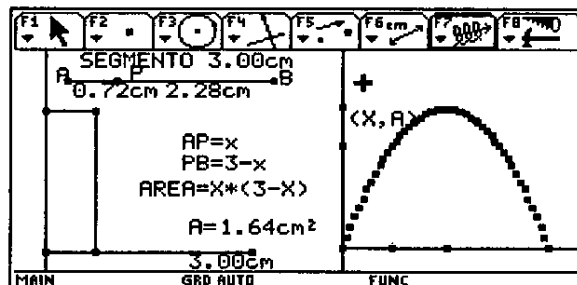 F1 F2 F3 F4 F5 F6 cm F7 F8
SEGMENTO 3.00cm
A P B
0.72cm 2.28cm
(X,A)
AP=x
PB=3-x
AREA=X*(3-X)
A=1.64cm²
3.00cm
MAIN GRD AUTO FUNC